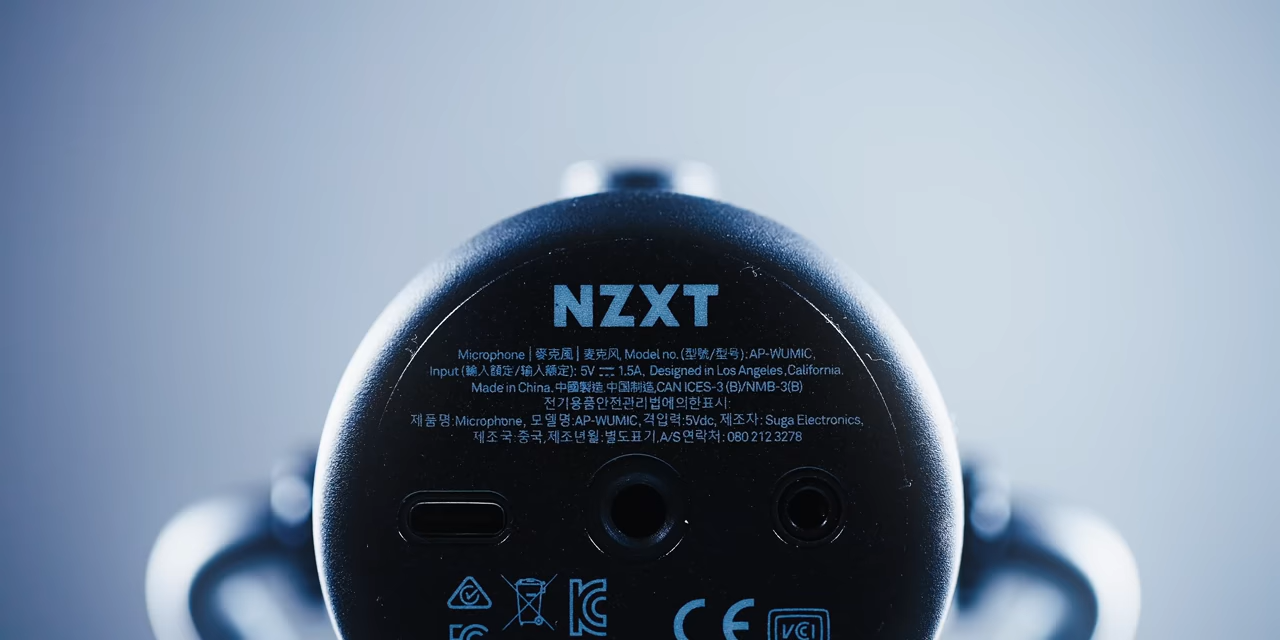 NZXT
Microphone | 麥克風 | 麦克风, Model no. (型號/型号): AP-WUMIC,
Input (輸入額定/输入额定): 5V ⎓ 1.5A, Designed in Los Angeles, California.
Made in China. 中國製造.中国制造,CAN ICES-3 (B)/NMB-3(B)
전기용품안전관리법에의한표시:
제품명:Microphone, 모델명:AP-WUMIC,격입력:5Vdc, 제조자: Suga Electronics,
제조국:중국,제조년월:별도표기,A/S연락처: 080 212 3278
CE
VCCI